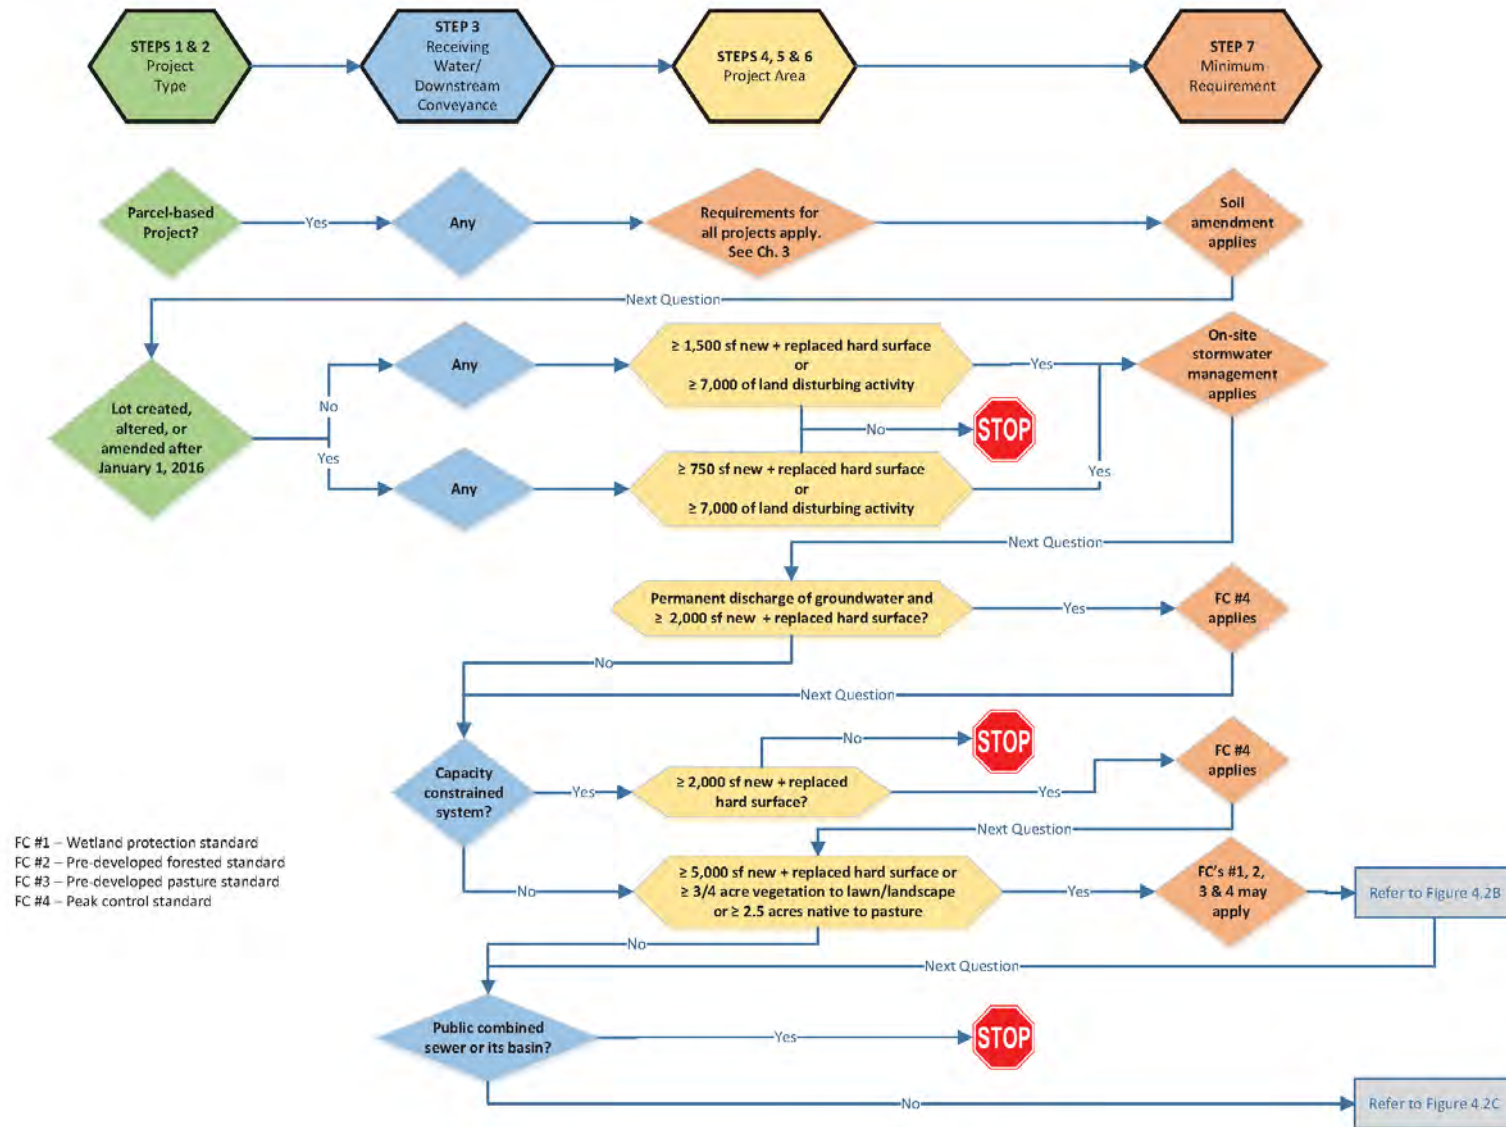 STEPS 1 & 2
Project
Type
STEP 3
Receiving
Water/
Downstream
Conveyance
STEPS 4, 5 & 6
Project Area
STEP 7
Minimum
Requirement
Parcel-based
Project?
Yes
Any
Requirements for
all projects apply.
See Ch. 3
Soil
amendment
applies
Next Question
Lot created,
altered, or
amended after
January 1, 2016
No
Yes
Any
≥ 1,500 sf new + replaced hard surface
or
≥ 7,000 of land disturbing activity
Yes
On-site
stormwater
management
applies
No
STOP
Any
≥ 750 sf new + replaced hard surface
or
≥ 7,000 of land disturbing activity
Yes
Next Question
Permanent discharge of groundwater and
≥ 2,000 sf new + replaced hard surface?
Yes
FC #4
applies
No
Next Question
Capacity
constrained
system?
Yes
≥ 2,000 sf new + replaced
hard surface?
No
STOP
Yes
FC #4
applies
Next Question
FC #1 – Wetland protection standard
FC #2 – Pre-developed forested standard
FC #3 – Pre-developed pasture standard
FC #4 – Peak control standard
No
≥ 5,000 sf new + replaced hard surface or
≥ 3/4 acre vegetation to lawn/landscape
or ≥ 2.5 acres native to pasture
Yes
FC's #1, 2,
3 & 4 may
apply
Refer to Figure 4.2B
No
Next Question
Public combined
sewer or its basin?
Yes
STOP
No
Refer to Figure 4.2C